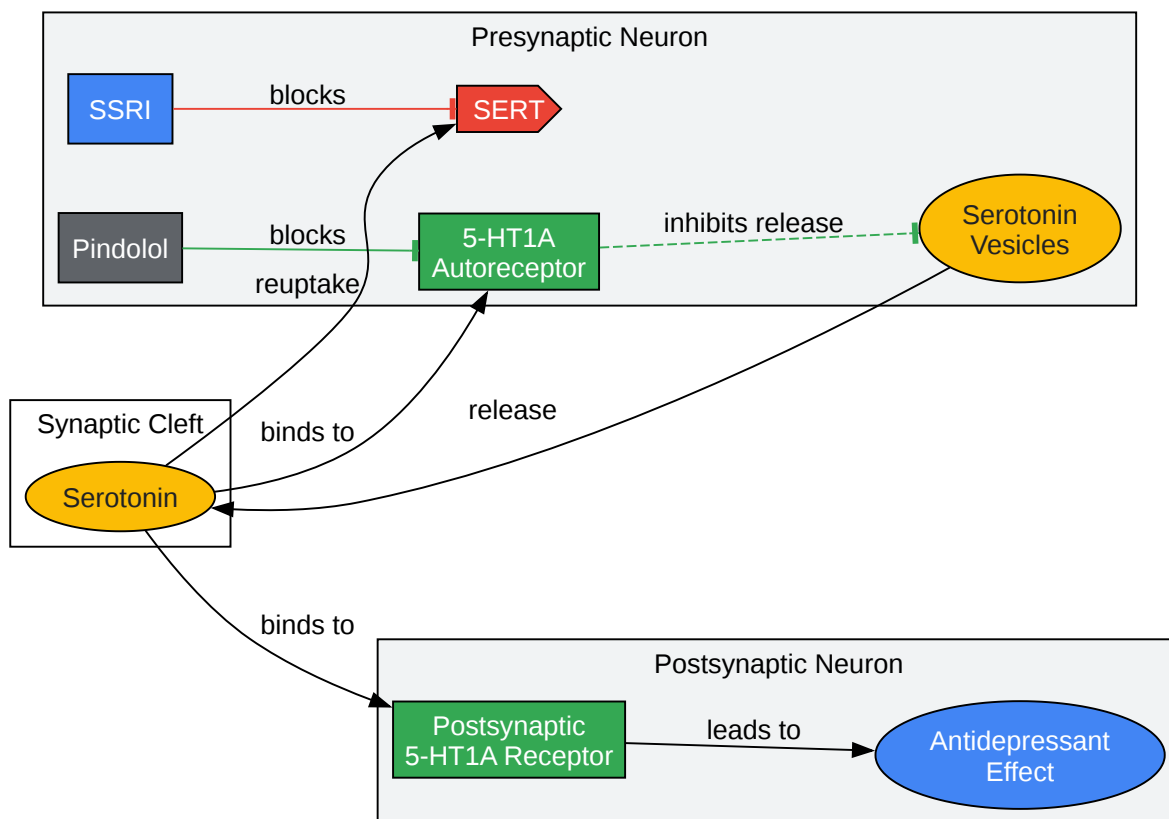 Presynaptic Neuron
SSRI
blocks
SERT
Pindolol
blocks
5-HT1A
Autoreceptor
inhibits release
Serotonin
Vesicles
reuptake
Synaptic Cleft
Serotonin
binds to
release
binds to
Postsynaptic Neuron
Postsynaptic
5-HT1A Receptor
leads to
Antidepressant
Effect